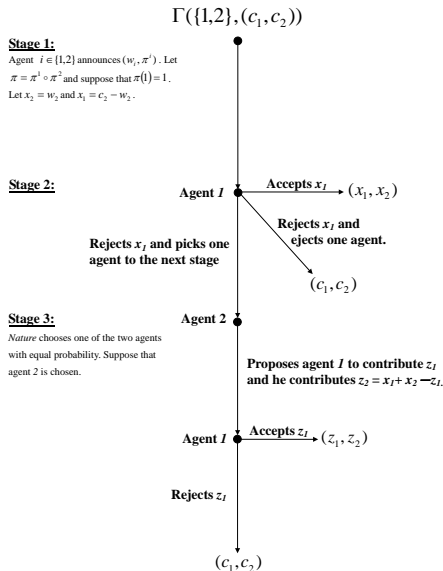 Γ({1,2},(c₁,c₂))
Stage 1:
Agent i ∈{1,2} announces (wᵢ,πⁱ). Let
π = π¹ ∘ π² and suppose that π(1) = 1.
Let x₂ = w₂ and x₁ = c₂ − w₂.
Stage 2:
Agent 1
Accepts x₁
(x₁, x₂)
Rejects x₁ and
ejects one agent.
Rejects x₁ and picks one
agent to the next stage
(c₁, c₂)
Stage 3:
Agent 2
Nature chooses one of the two agents
with equal probability. Suppose that
agent 2 is chosen.
Proposes agent 1 to contribute z₁
and he contributes z₂ = x₁+ x₂ −z₁.
Agent 1
Accepts z₁
(z₁, z₂)
Rejects z₁
(c₁,c₂)